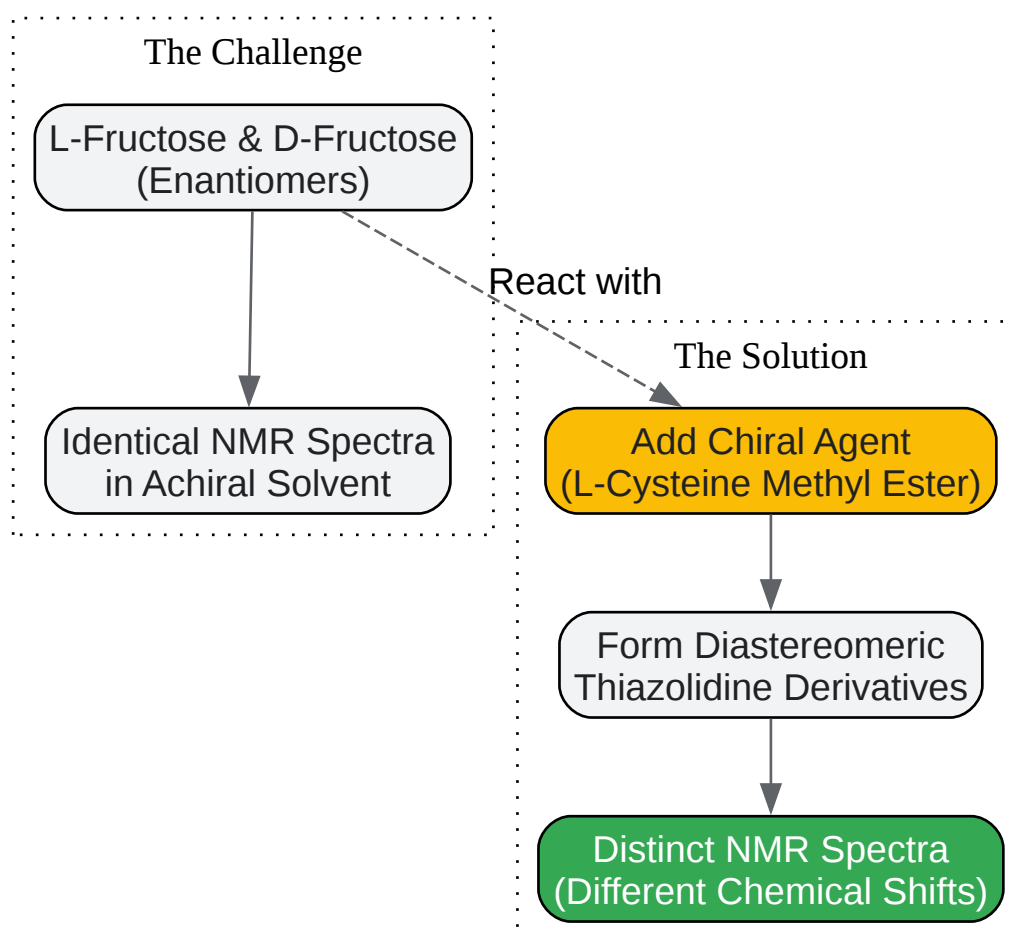 The Challenge
L-Fructose & D-Fructose
(Enantiomers)
React with
Identical NMR Spectra
in Achiral Solvent
The Solution
Add Chiral Agent
(L-Cysteine Methyl Ester)
Form Diastereomeric
Thiazolidine Derivatives
Distinct NMR Spectra
(Different Chemical Shifts)